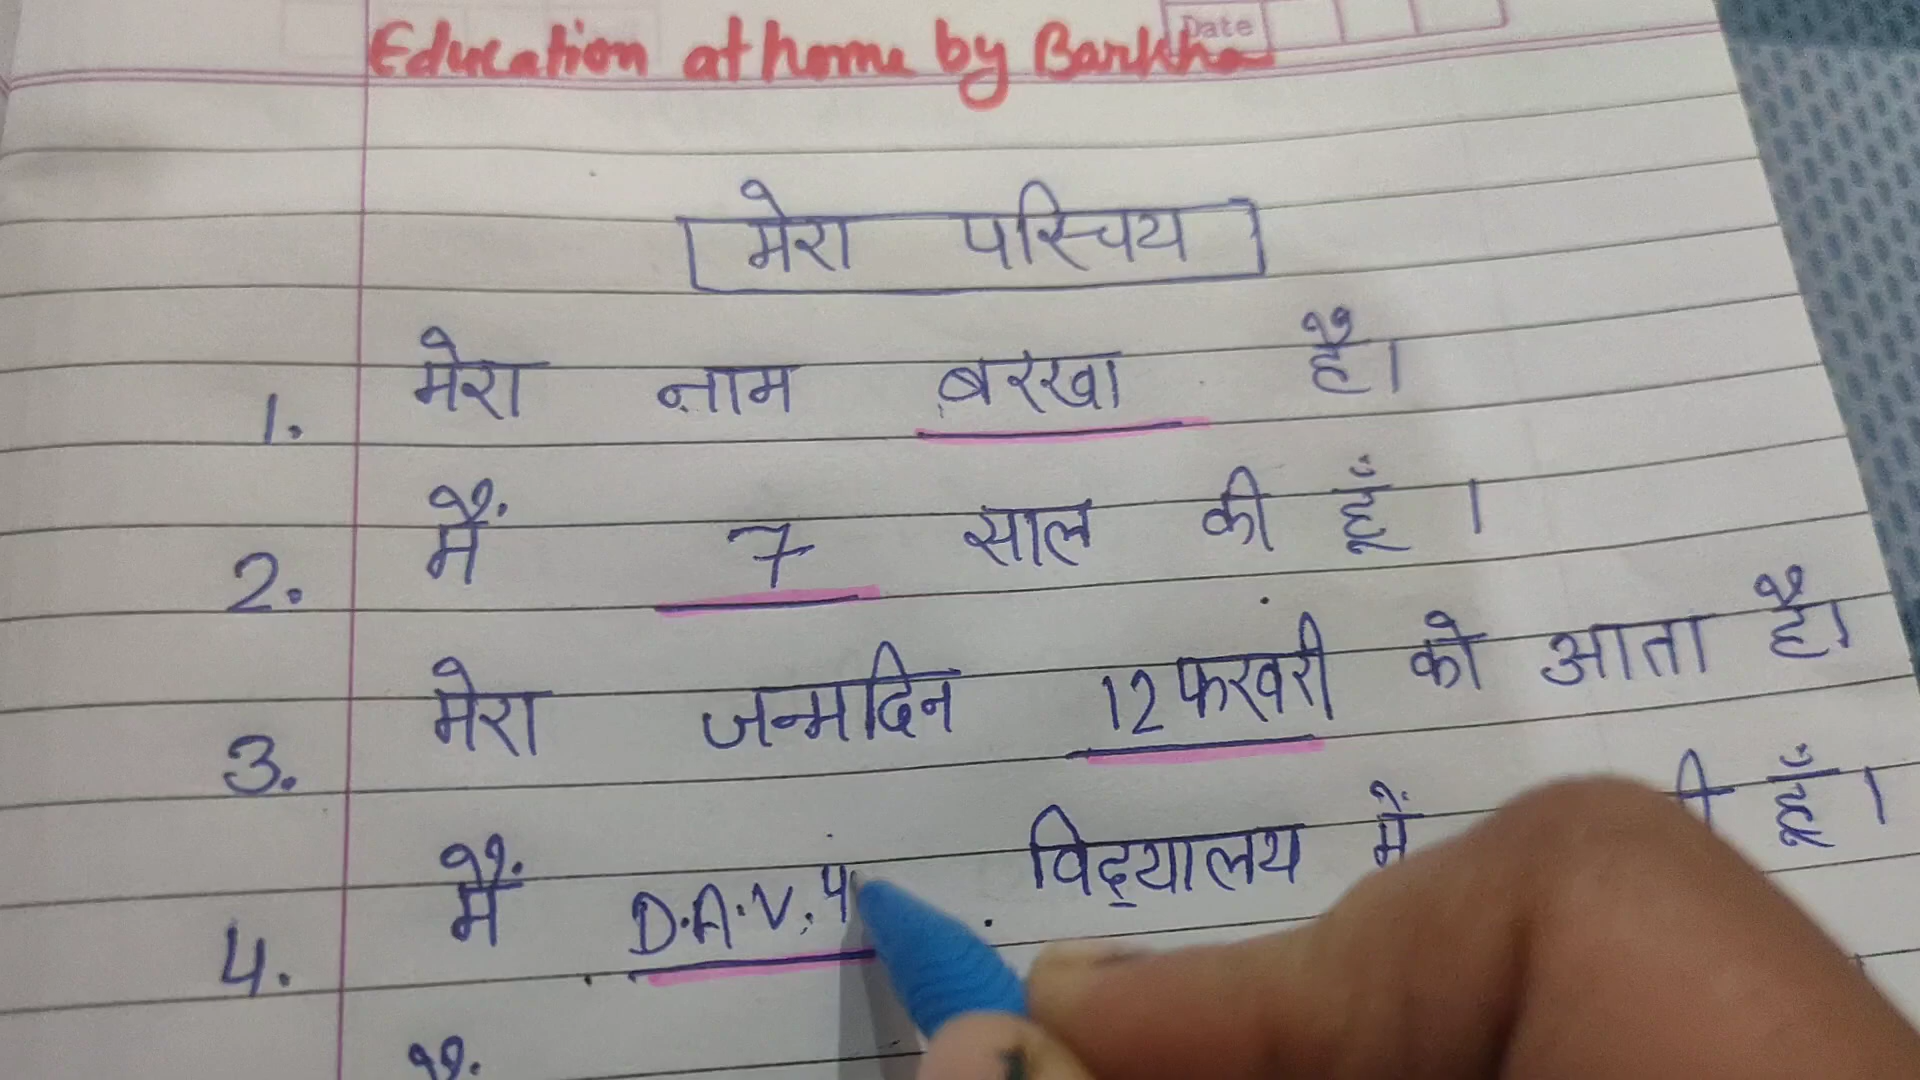 Date
Education at home by Barkha
मेरा परिचय
1. मेरा नाम बरखा है।
2. मैं 7 साल की हूँ ।
3. मेरा जन्मदिन 12 फरवरी को आता है।
4. मैं D.A.V. विद्यालय में हूँ ।